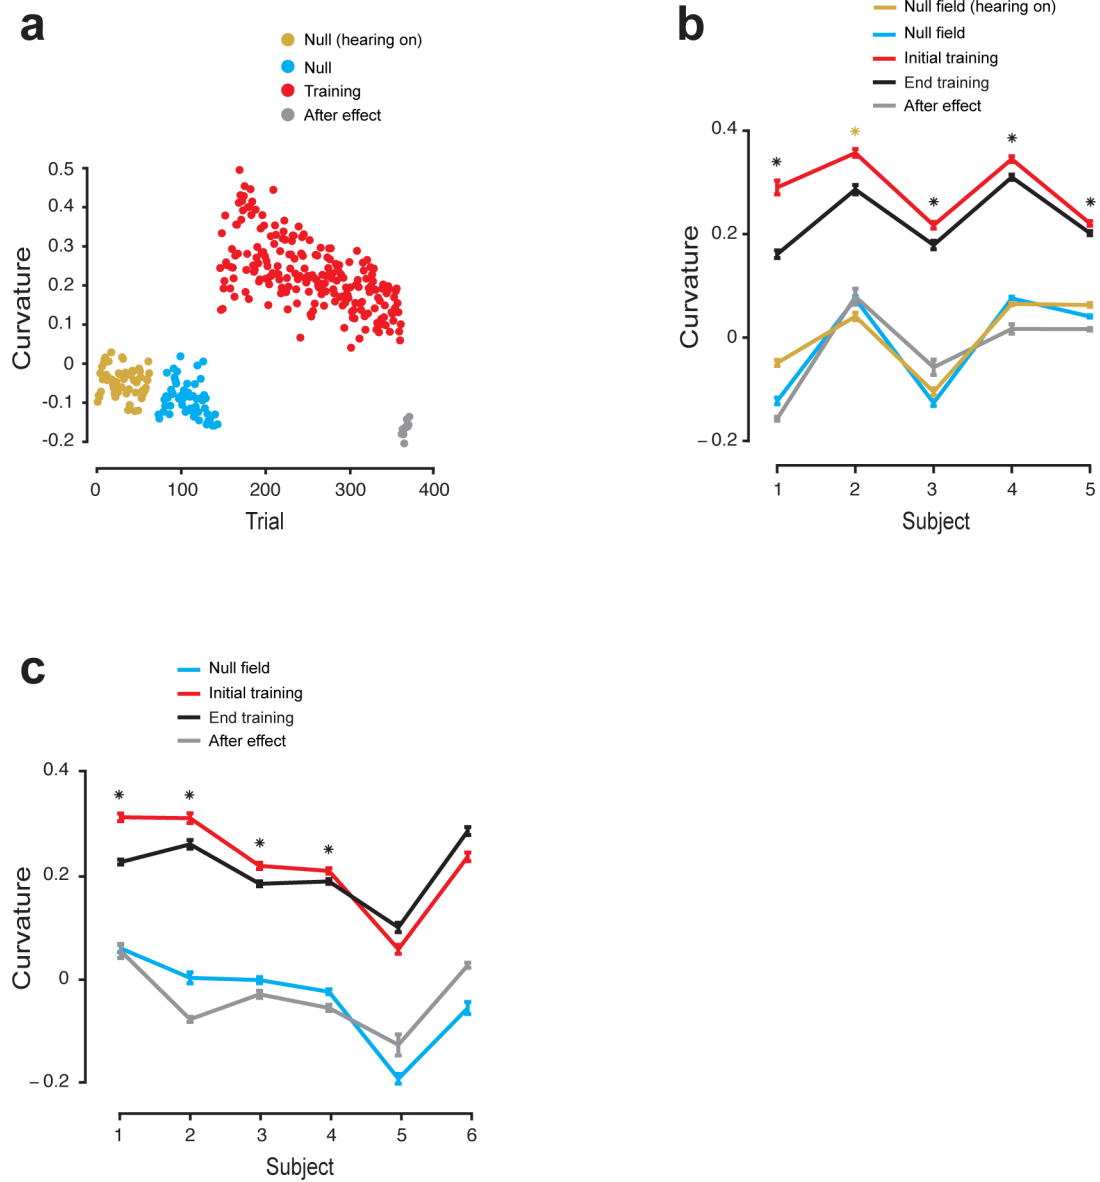 a
Null (hearing on)
Null
Training
After effect
0.5
0.4
0.3
0.2
0.1
0
-0.1
-0.2
Curvature
0 100 200 300 400
Trial
b
Null field (hearing on)
Null field
Initial training
End training
After effect
0.4
0.2
0
−0.2
Curvature
* * * * *
1 2 3 4 5
Subject
c
Null field
Initial training
End training
After effect
0.4
0.2
0
−0.2
Curvature
* * * *
1 2 3 4 5 6
Subject